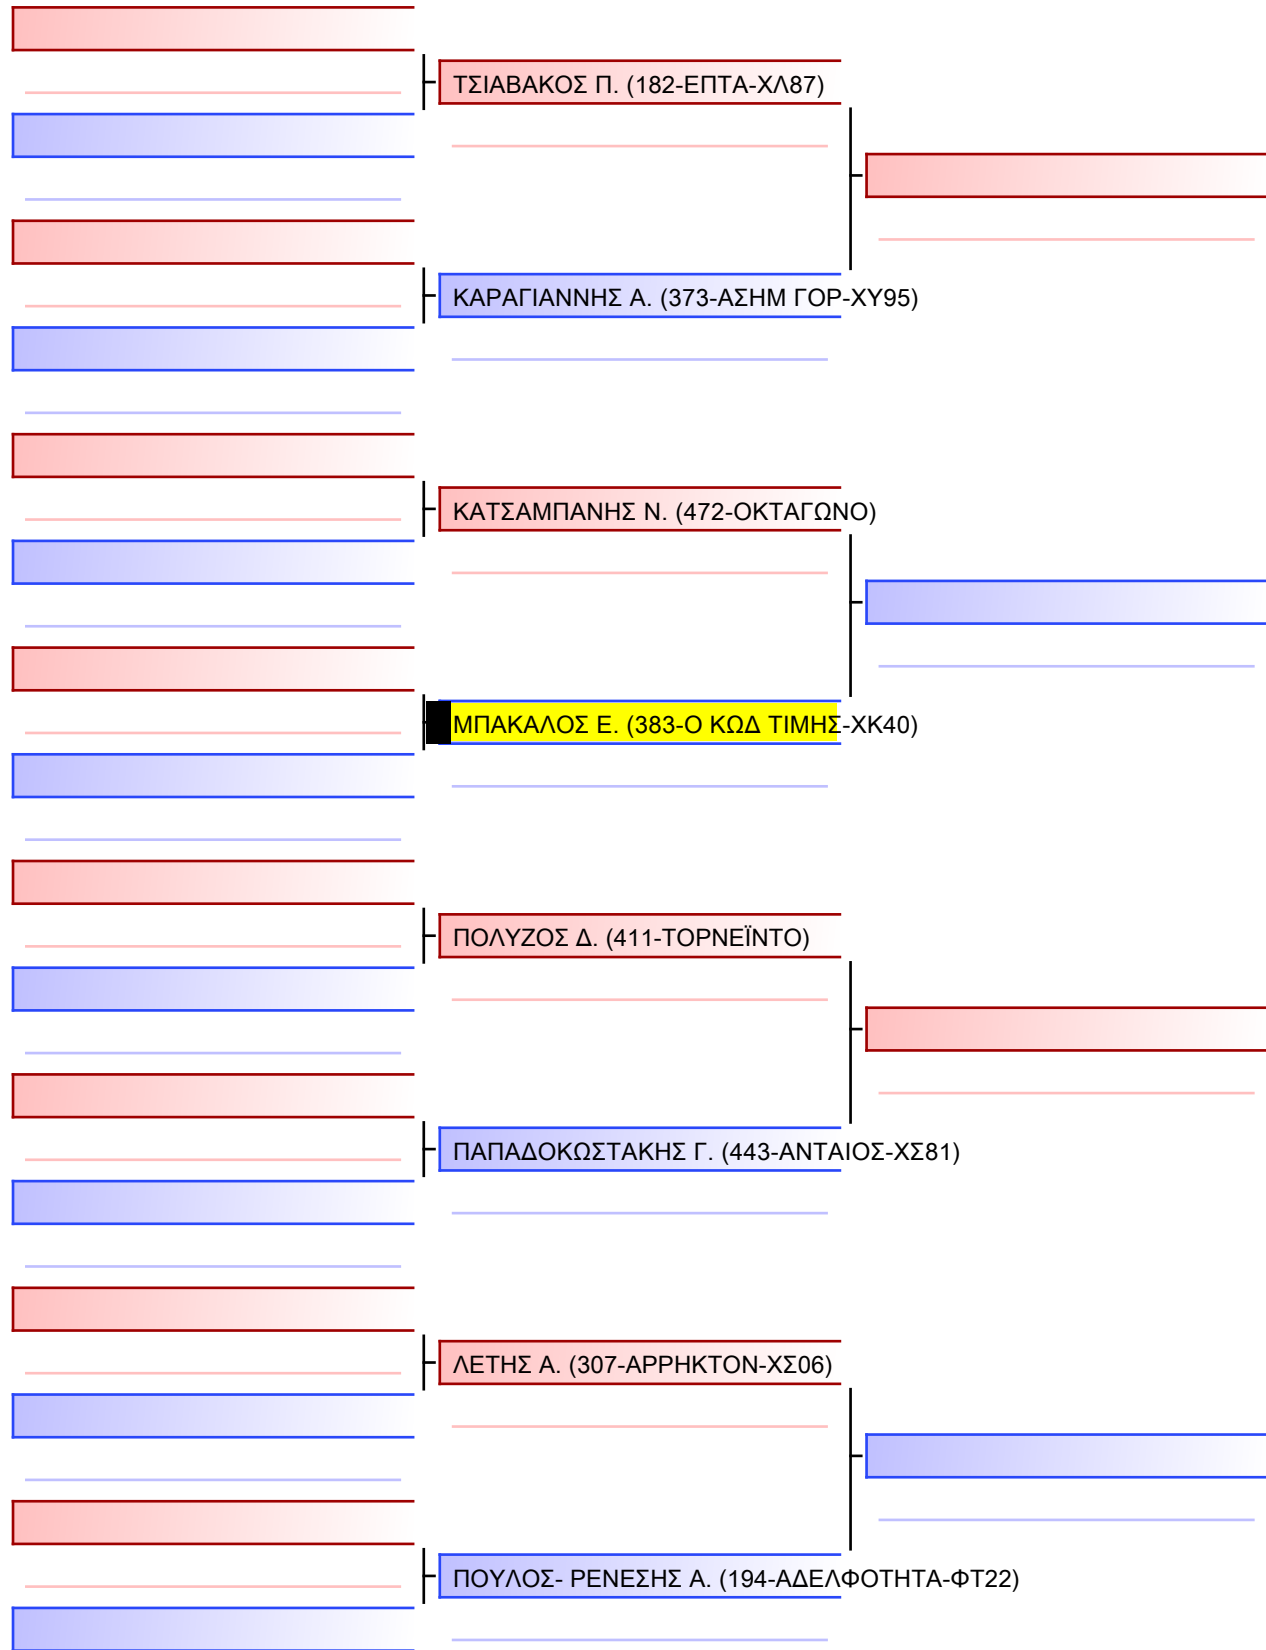 ΤΣΙΑΒΑΚΟΣ Π. (182-ΕΠΤΑ-ΧΛ87)
ΚΑΡΑΓΙΑΝΝΗΣ Α. (373-ΑΣΗΜ ΓΟΡ-ΧΥ95)
ΚΑΤΣΑΜΠΑΝΗΣ Ν. (472-ΟΚΤΑΓΩΝΟ)
ΜΠΑΚΑΛΟΣ Ε. (383-Ο ΚΩΔ ΤΙΜΗΣ-ΧΚ40)
ΠΟΛΥΖΟΣ Δ. (411-ΤΟΡΝΕΪΝΤΟ)
ΠΑΠΑΔΟΚΩΣΤΑΚΗΣ Γ. (443-ΑΝΤΑΙΟΣ-ΧΣ81)
ΛΕΤΗΣ Α. (307-ΑΡΡΗΚΤΟΝ-ΧΣ06)
ΠΟΥΛΟΣ- ΡΕΝΕΣΗΣ Α. (194-ΑΔΕΛΦΟΤΗΤΑ-ΦΤ22)